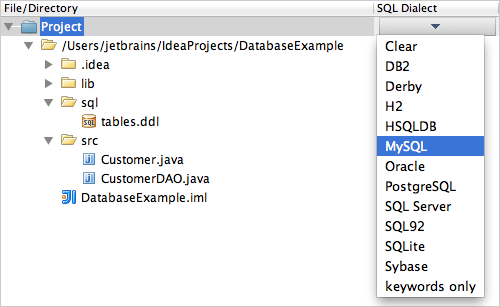 File/Directory
SQL Dialect
Project
/Users/jetbrains/IdeaProjects/DatabaseExample
.idea
lib
sql
SQL
tables.ddl
src
Customer.java
CustomerDAO.java
DatabaseExample.iml
Clear
DB2
Derby
H2
HSQLDB
MySQL
Oracle
PostgreSQL
SQL Server
SQL92
SQLite
Sybase
keywords only